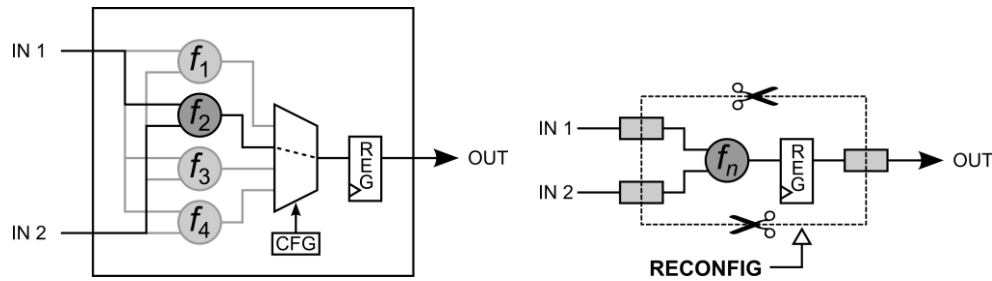 IN 1
f1
f2
f3
f4
REG
CFG
IN 2
OUT
IN 1
IN 2
fn
REG
OUT
RECONFIG